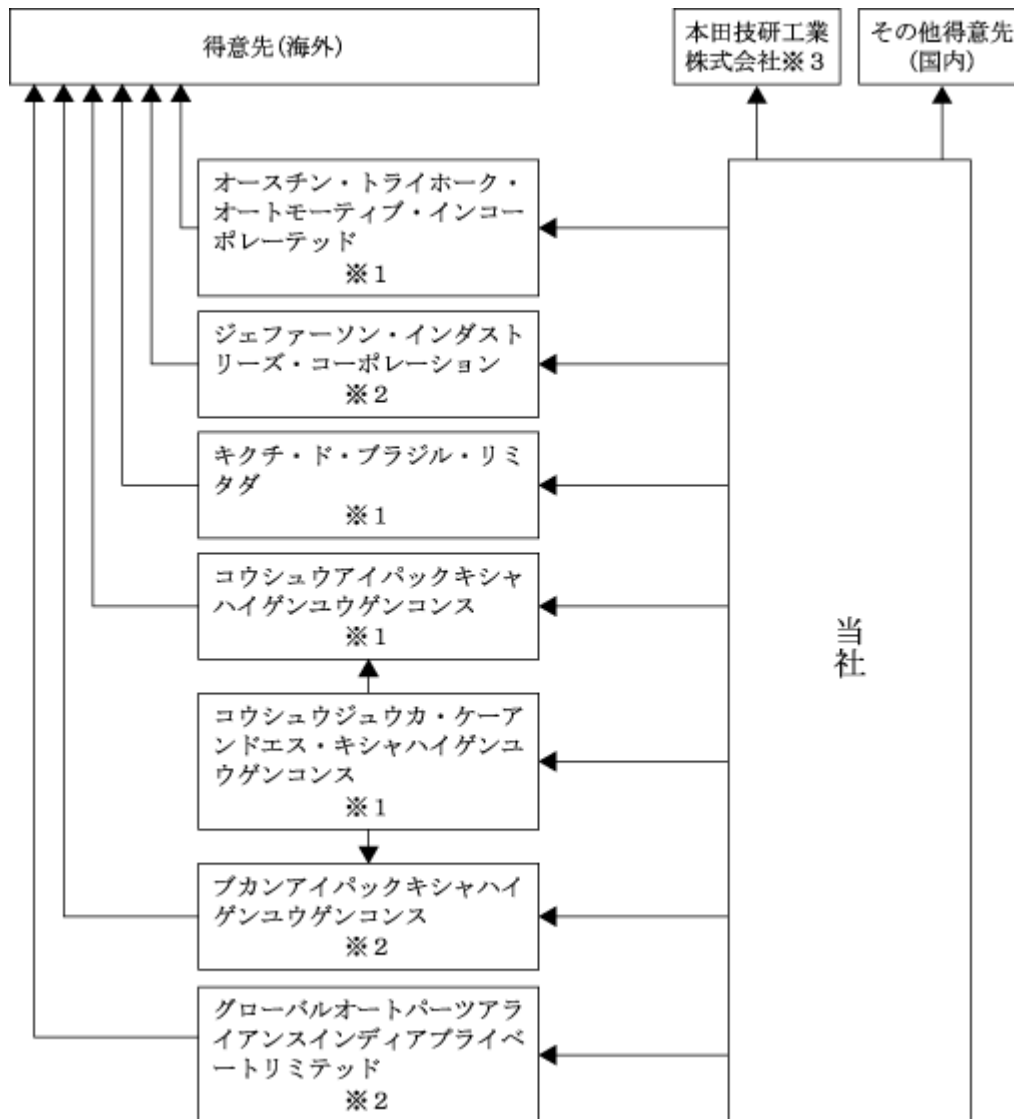 得意先(海外)
本田技研工業
株式会社※3
その他得意先
(国内)
オースチン・トライホーク・
オートモーティブ・インコー
ポレーテッド
※1
ジェファーソン・インダスト
リーズ・コーポレーション
※2
キクチ・ド・ブラジル・リミ
タダ
※1
コウシュウアイパックキシャ
ハイゲンユウゲンコンス
※1
コウシュウジュウカ・ケーア
ンドエス・キシャハイゲンユ
ウゲンコンス
※1
ブカンアイパックキシャハイ
ゲンユウゲンコンス
※2
グローバルオートパーツアラ
イアンスインディアプライベ
ートリミテッド
※2
当社